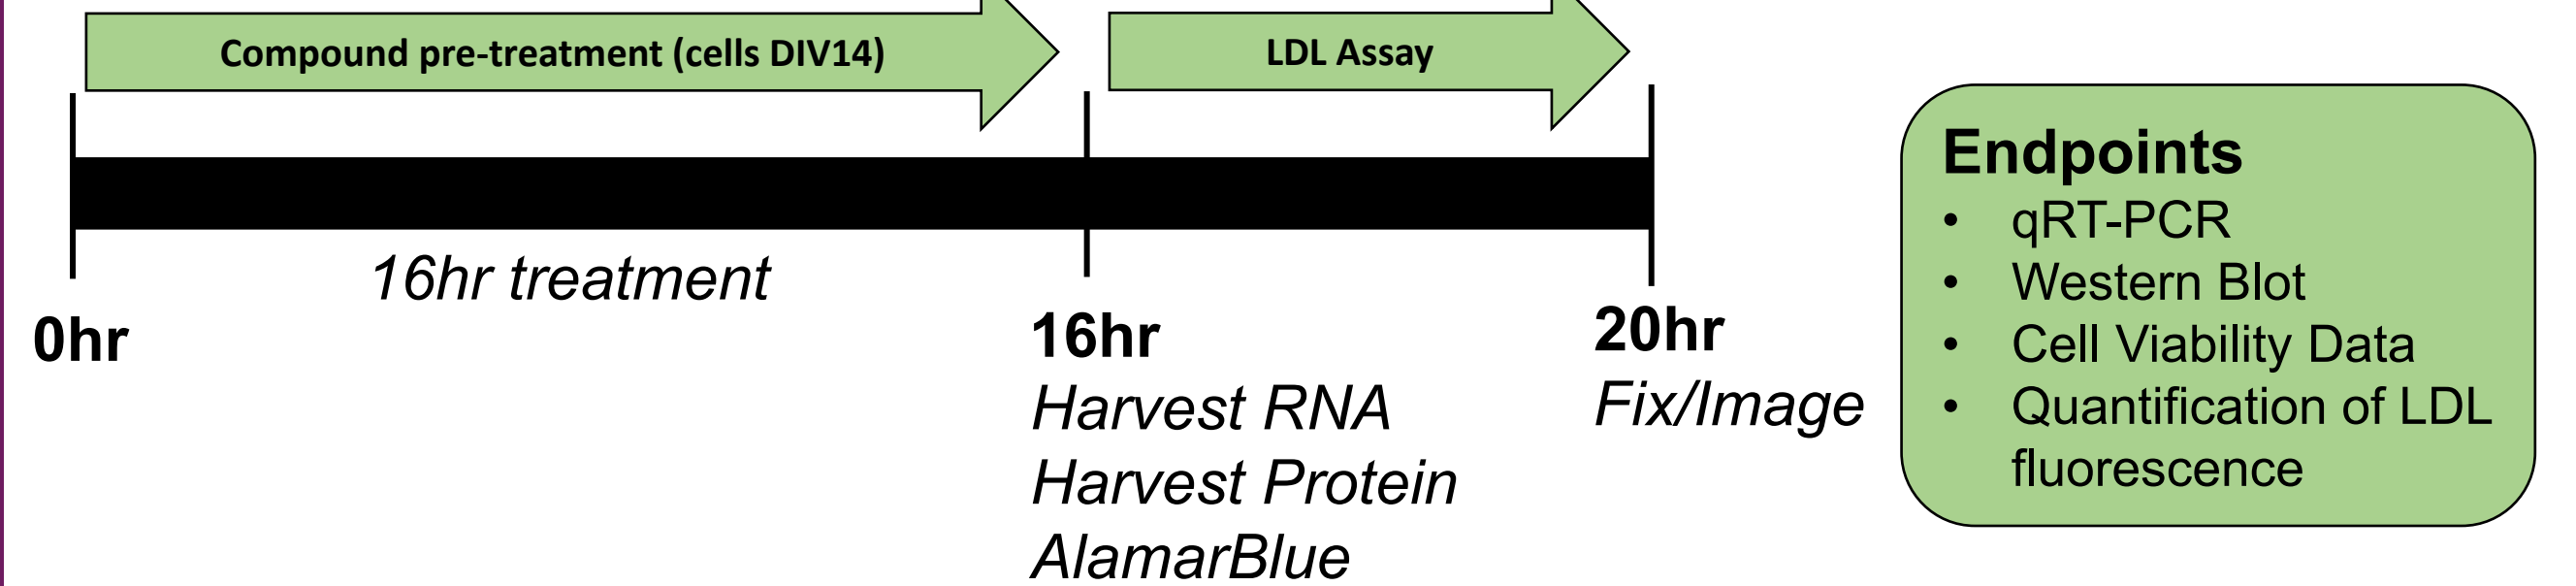 Compound pre-treatment (cells DIV14)
LDL Assay
16hr treatment
0hr
16hr
Harvest RNA
Harvest Protein
AlamarBlue
20hr
Fix/Image
Endpoints
• qRT-PCR
• Western Blot
• Cell Viability Data
• Quantification of LDL
fluorescence